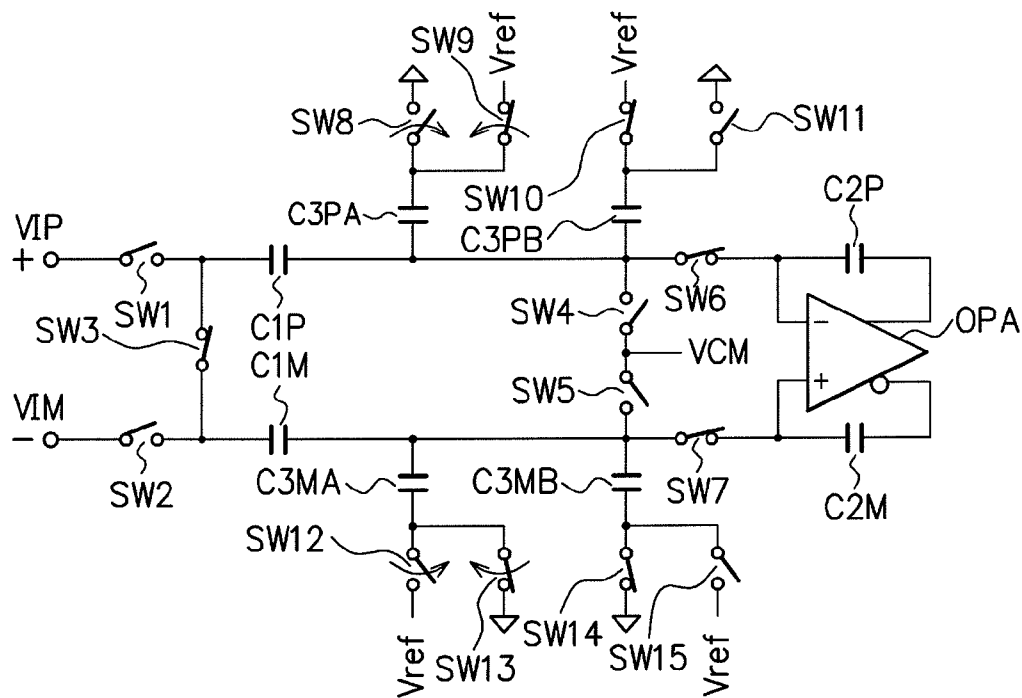 SW9
Vref
Vref
SW8
SW11
SW10
C3PA
C3PB
C2P
VIP
+
SW1
SW6
SW4
SW3
C1P
OPA
−
C1M
VCM
SW5
+
VIM
−
SW2
C3MA
C3MB
SW7
C2M
SW12
Vref
SW13
SW14
SW15
Vref